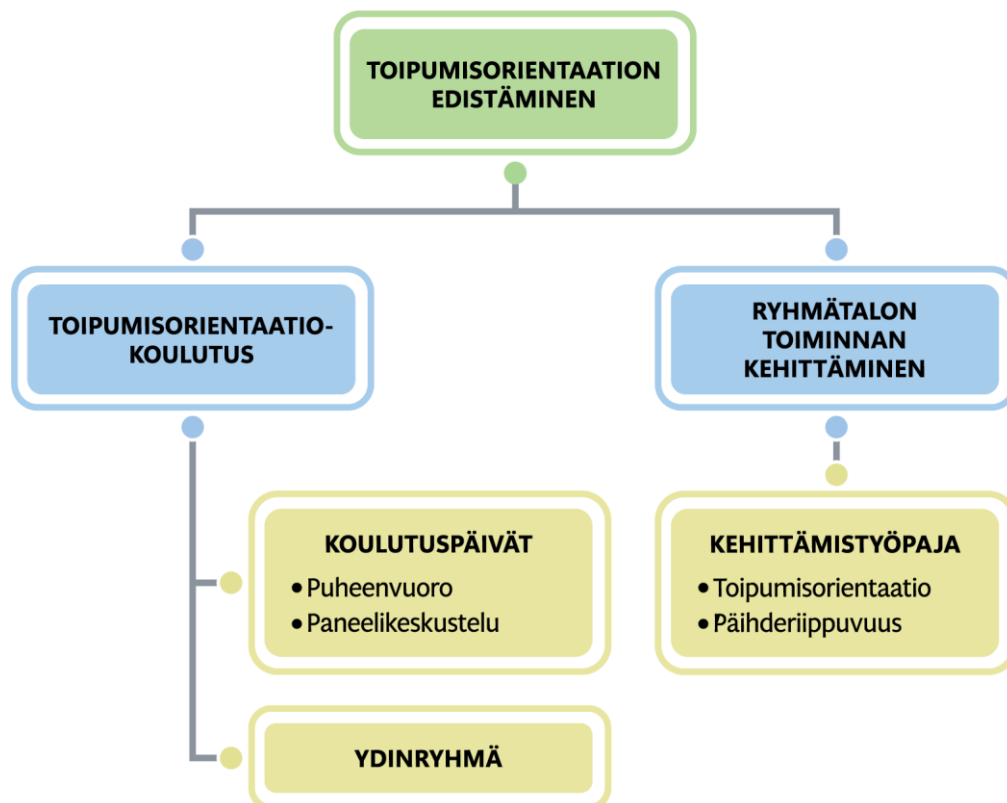 TOIPUMISORIENTAATION
EDISTÄMINEN
TOIPUMISORIENTAATIO-
KOULUTUS
RYHMÄTALON
TOIMINNAN
KEHITTÄMINEN
KOULUTUSPÄIVÄT
• Puheenvuoro
• Paneelikeskustelu
KEHITTÄMISTYÖPAJA
• Toipumisorientaatio
• Päihderiippuvuus
YDINRYHMÄ